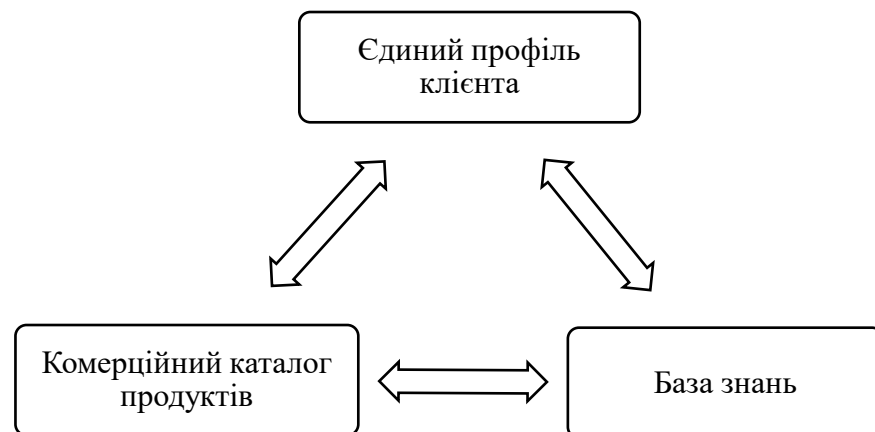 Єдиний профіль
клієнта
Комерційний каталог
продуктів
База знань